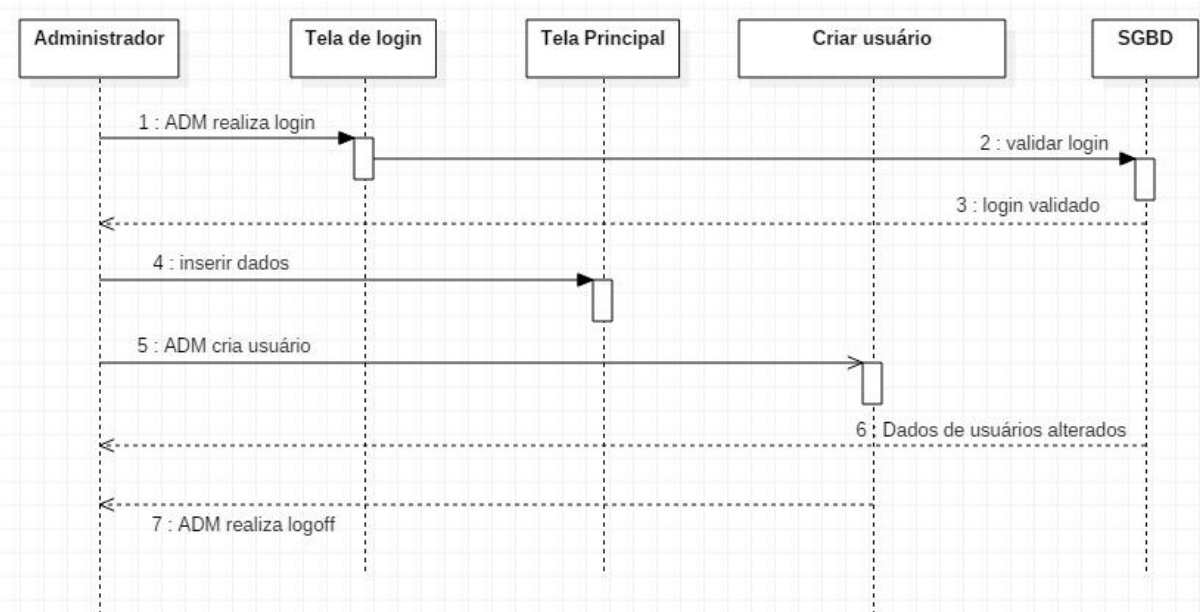 Administrador
Tela de login
Tela Principal
Criar usuário
SGBD
1 : ADM realiza login
2 : validar login
3 : login validado
4 : inserir dados
5 : ADM cria usuário
6 : Dados de usuários alterados
7 : ADM realiza logoff